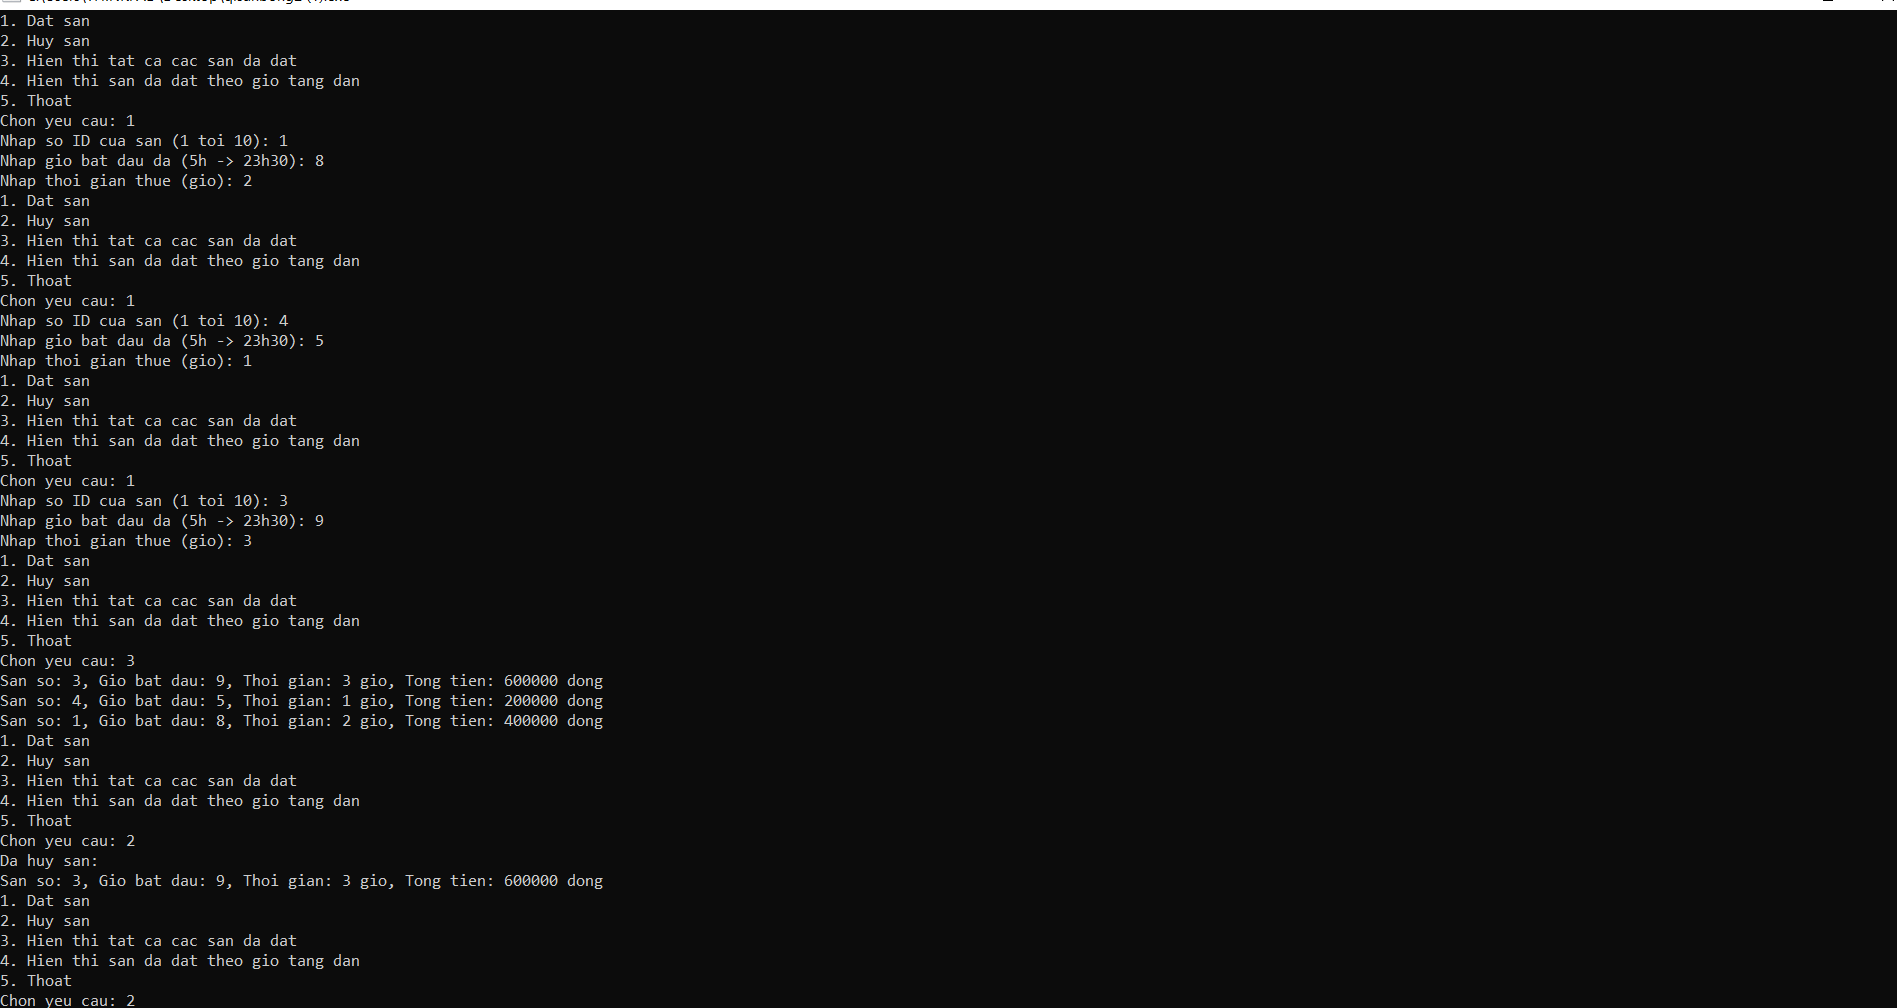 1. Dat san
2. Huy san
3. Hien thi tat ca cac san da dat
4. Hien thi san da dat theo gio tang dan
5. Thoat
Chon yeu cau: 1
Nhap so ID cua san (1 toi 10): 1
Nhap gio bat dau da (5h -> 23h30): 8
Nhap thoi gian thue (gio): 2
1. Dat san
2. Huy san
3. Hien thi tat ca cac san da dat
4. Hien thi san da dat theo gio tang dan
5. Thoat
Chon yeu cau: 1
Nhap so ID cua san (1 toi 10): 4
Nhap gio bat dau da (5h -> 23h30): 5
Nhap thoi gian thue (gio): 1
1. Dat san
2. Huy san
3. Hien thi tat ca cac san da dat
4. Hien thi san da dat theo gio tang dan
5. Thoat
Chon yeu cau: 1
Nhap so ID cua san (1 toi 10): 3
Nhap gio bat dau da (5h -> 23h30): 9
Nhap thoi gian thue (gio): 3
1. Dat san
2. Huy san
3. Hien thi tat ca cac san da dat
4. Hien thi san da dat theo gio tang dan
5. Thoat
Chon yeu cau: 3
San so: 3, Gio bat dau: 9, Thoi gian: 3 gio, Tong tien: 600000 dong
San so: 4, Gio bat dau: 5, Thoi gian: 1 gio, Tong tien: 200000 dong
San so: 1, Gio bat dau: 8, Thoi gian: 2 gio, Tong tien: 400000 dong
1. Dat san
2. Huy san
3. Hien thi tat ca cac san da dat
4. Hien thi san da dat theo gio tang dan
5. Thoat
Chon yeu cau: 2
Da huy san:
San so: 3, Gio bat dau: 9, Thoi gian: 3 gio, Tong tien: 600000 dong
1. Dat san
2. Huy san
3. Hien thi tat ca cac san da dat
4. Hien thi san da dat theo gio tang dan
5. Thoat
Chon yeu cau: 2